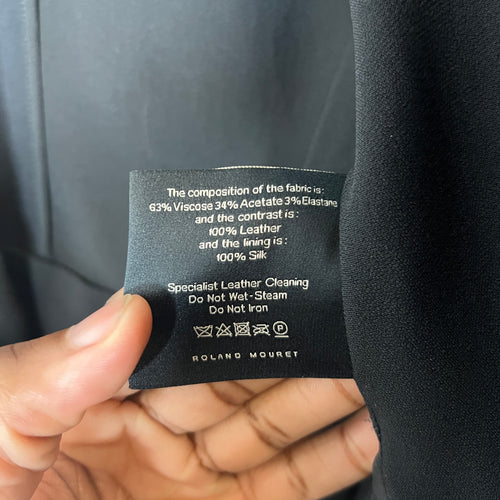 The composition of the fabric is:
63% Viscose 34% Acetate 3% Elastane
and the contrast is:
100% Leather
and the lining is:
100% Silk
Specialist Leather Cleaning
Do Not Wet-Steam
Do Not Iron
P
ROLAND MOURET